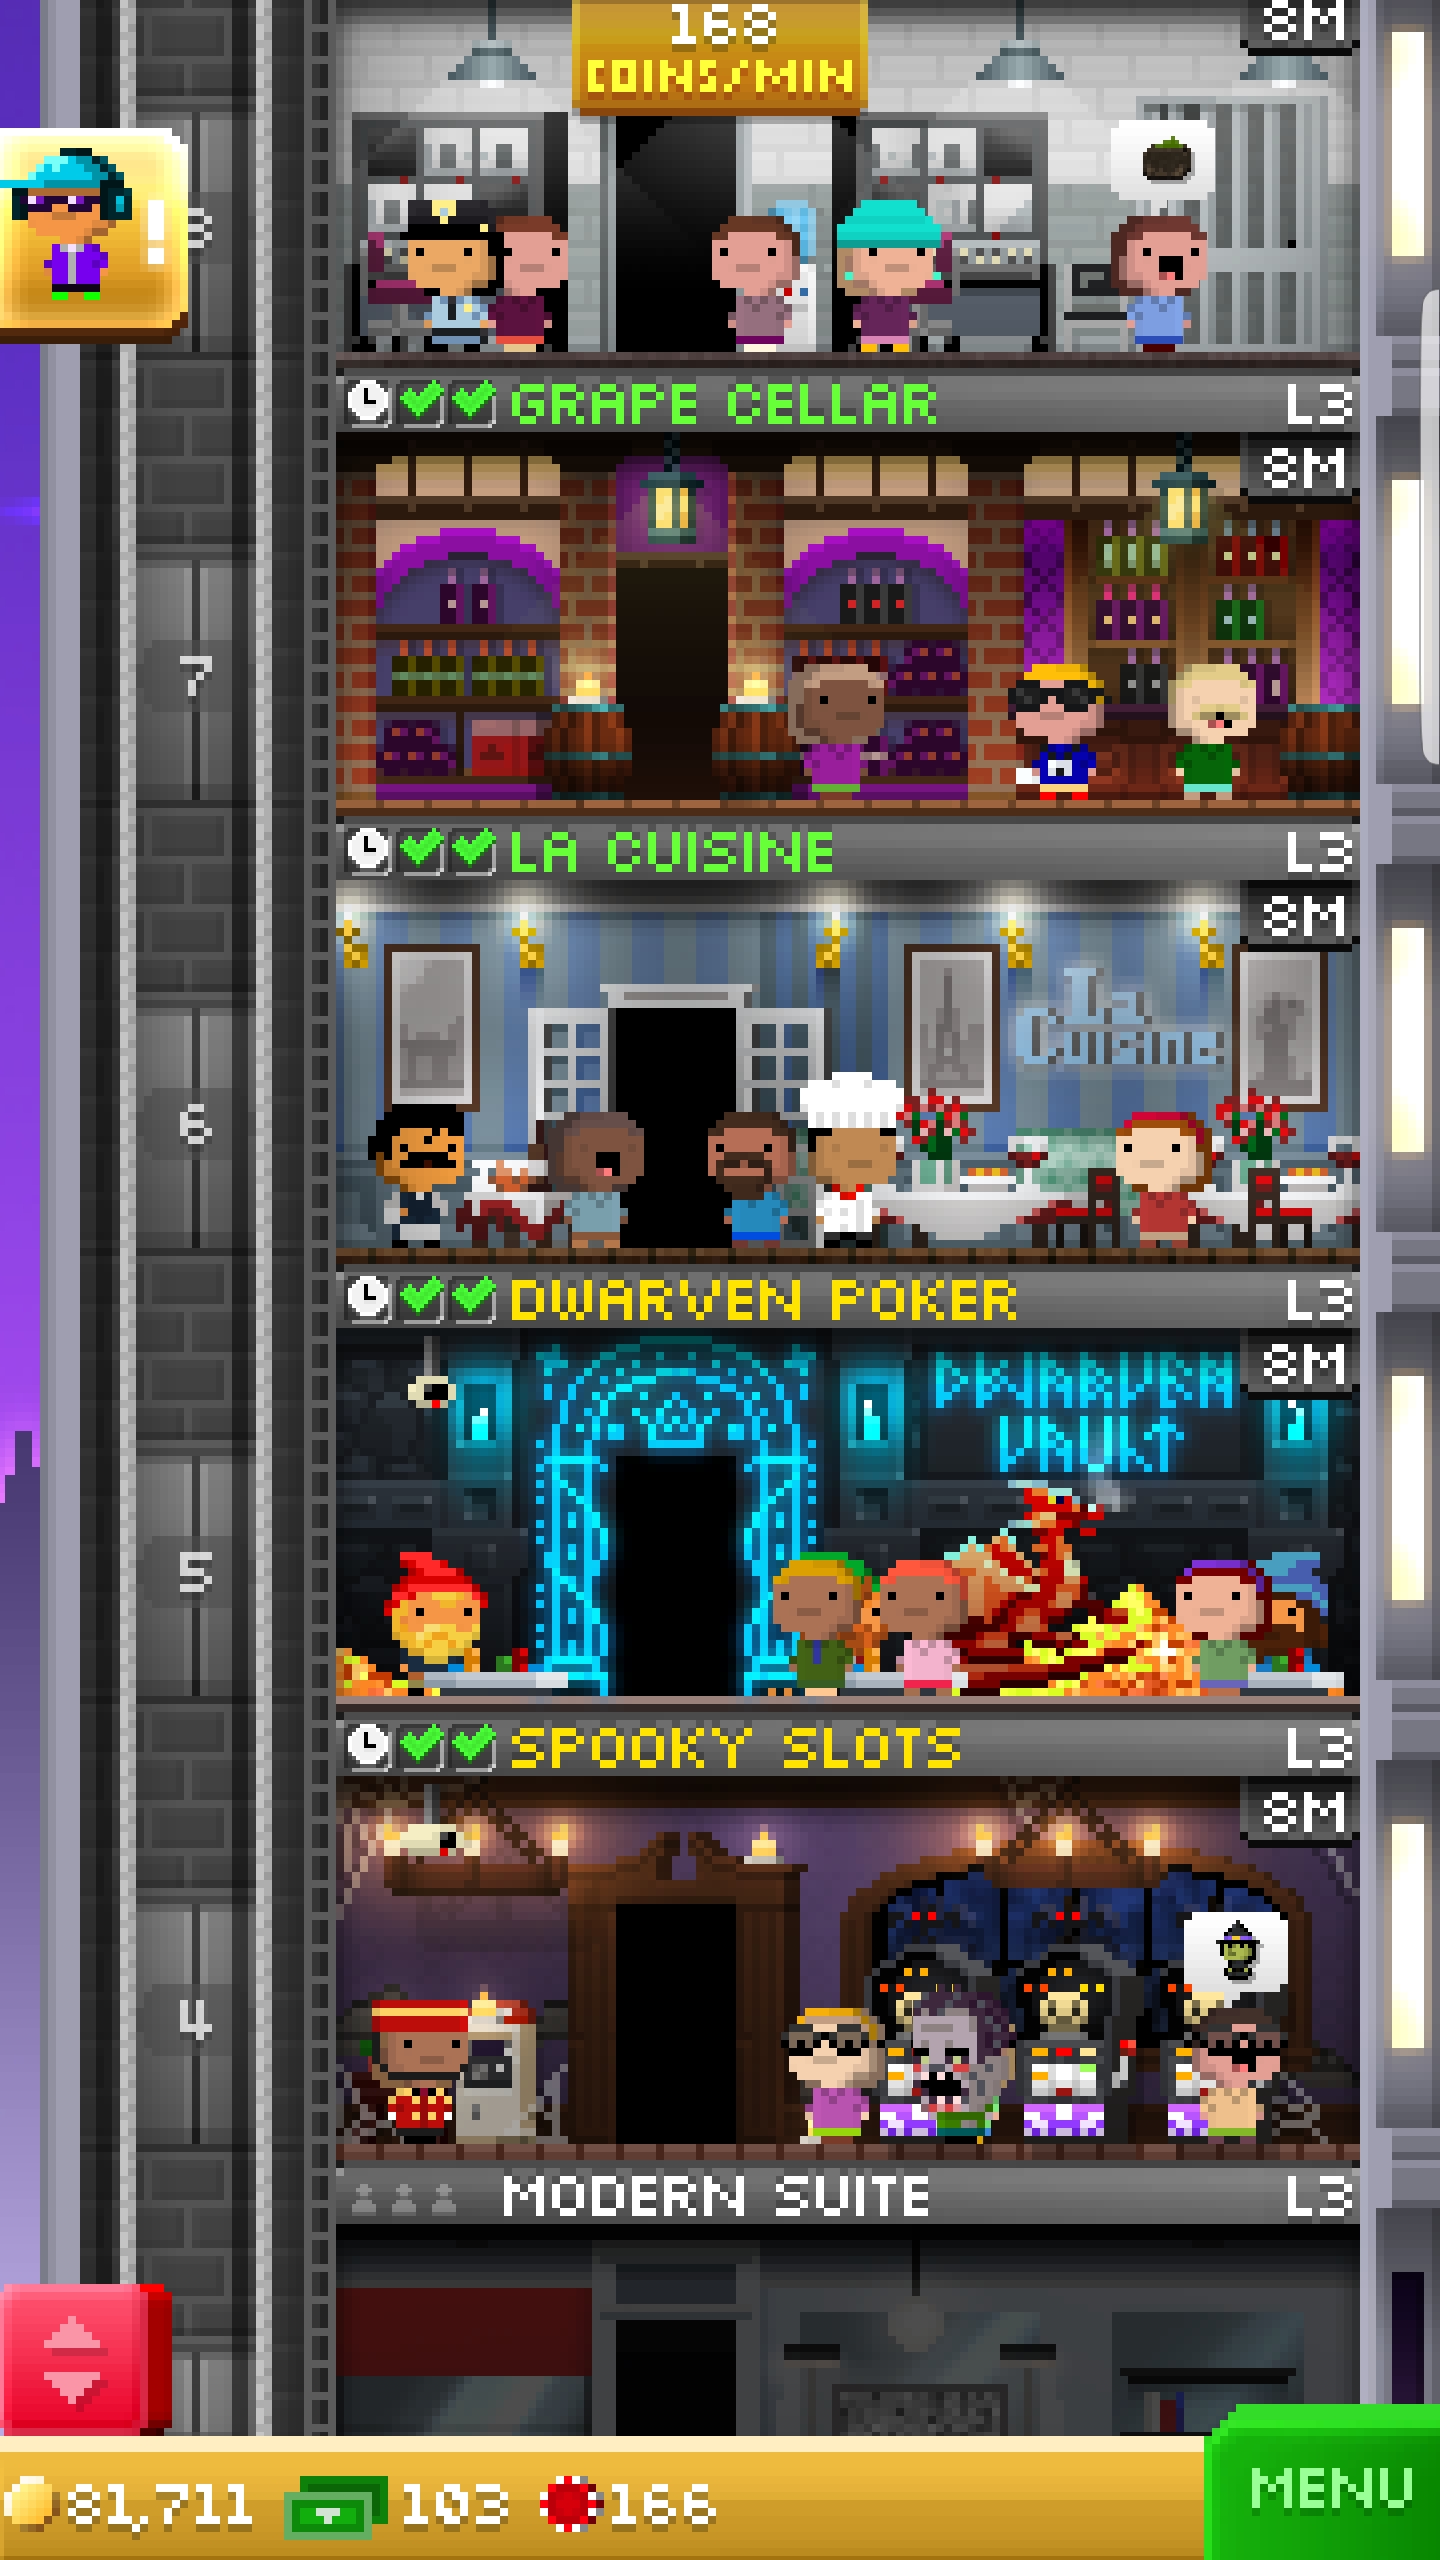 168
COINS/MIN
8M
!
8
GRAPE CELLAR
L3
8M
7
LA CUISINE
L3
8M
La
Cuisine
6
DWARVEN POKER
L3
8M
DWARVEN
VAULT
5
SPOOKY SLOTS
L3
8M
4
MODERN SUITE
L3
81,711
103
166
MENU